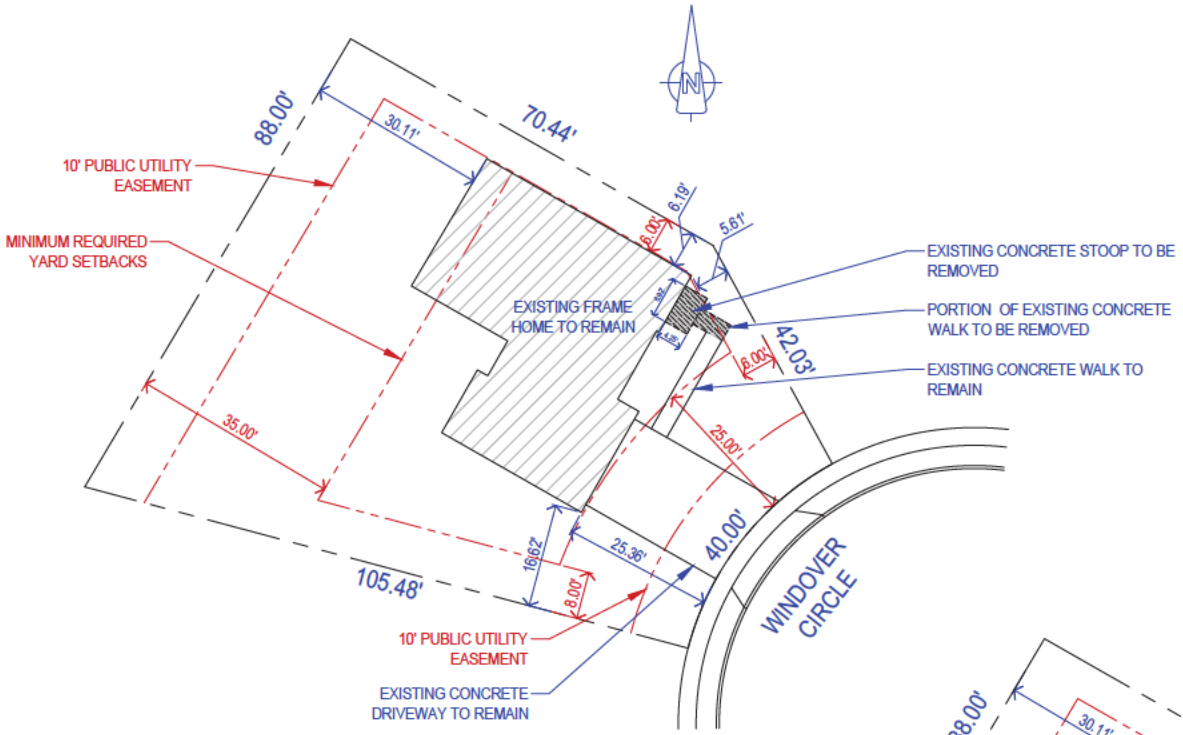 N
88.00'
30.11'
70.44'
10' PUBLIC UTILITY
EASEMENT
6.19'
6.00'
5.61'
MINIMUM REQUIRED
YARD SETBACKS
EXISTING CONCRETE STOOP TO BE
REMOVED
EXISTING FRAME
HOME TO REMAIN
4.25'
PORTION OF EXISTING CONCRETE
WALK TO BE REMOVED
42.03'
6.00'
EXISTING CONCRETE WALK TO
REMAIN
35.00'
25.00'
16.62'
25.36'
40.00'
WINDOVER
CIRCLE
105.48'
8.00'
10' PUBLIC UTILITY
EASEMENT
EXISTING CONCRETE
DRIVEWAY TO REMAIN
88.00'
30.11'